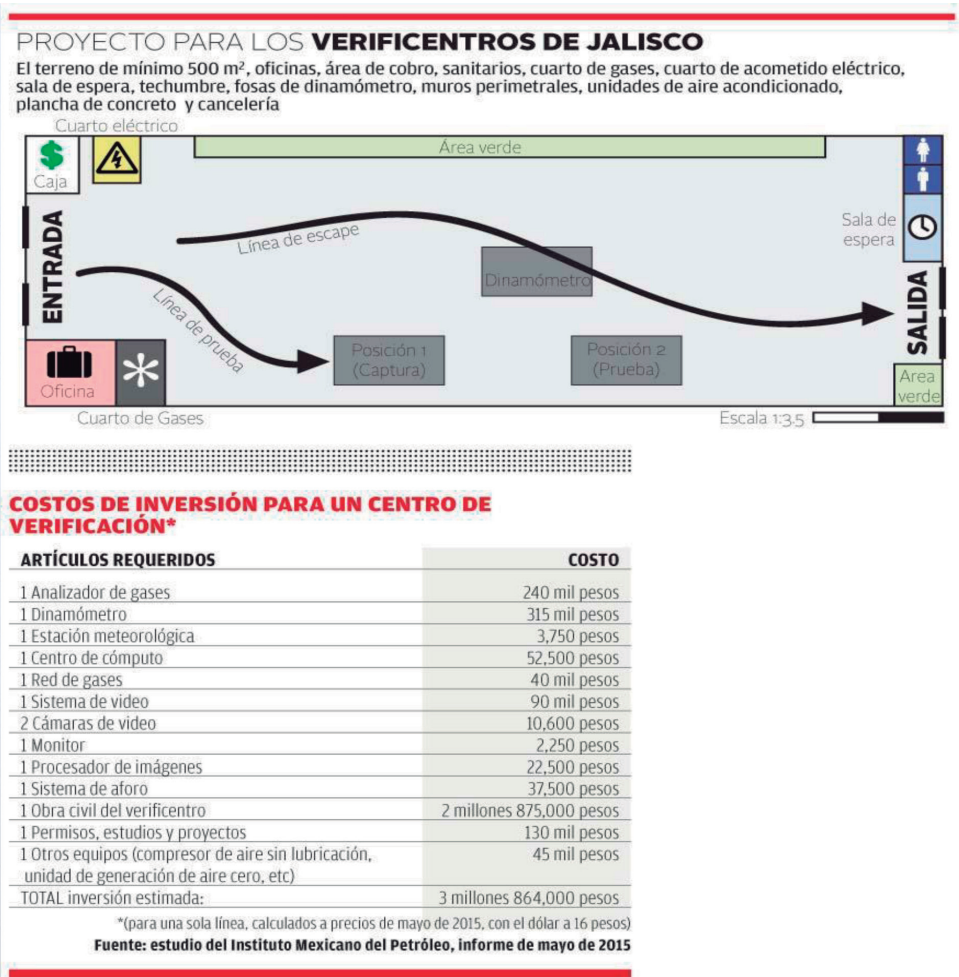 PROYECTO PARA LOS VERIFICENTROS DE JALISCO
El terreno de mínimo 500 m², oficinas, área de cobro, sanitarios, cuarto de gases, cuarto de acometido eléctrico,
sala de espera, techumbre, fosas de dinamómetro, muros perimetrales, unidades de aire acondicionado,
plancha de concreto y cancelería
Cuarto eléctrico
$
Caja
Área verde
ENTRADA
Línea de escape
Línea de prueba
Dinamómetro
Sala de
espera
SALIDA
Posición 1
(Captura)
Posición 2
(Prueba)
Oficina
Area
verde
Cuarto de Gases
Escala 1:3.5
COSTOS DE INVERSIÓN PARA UN CENTRO DE
VERIFICACIÓN*
ARTÍCULOS REQUERIDOS COSTO
1 Analizador de gases 240 mil pesos
1 Dinamómetro 315 mil pesos
1 Estación meteorológica 3,750 pesos
1 Centro de cómputo 52,500 pesos
1 Red de gases 40 mil pesos
1 Sistema de video 90 mil pesos
2 Cámaras de video 10,600 pesos
1 Monitor 2,250 pesos
1 Procesador de imágenes 22,500 pesos
1 Sistema de aforo 37,500 pesos
1 Obra civil del verificentro 2 millones 875,000 pesos
1 Permisos, estudios y proyectos 130 mil pesos
1 Otros equipos (compresor de aire sin lubricación, 45 mil pesos
unidad de generación de aire cero, etc)
TOTAL inversión estimada: 3 millones 864,000 pesos
*(para una sola línea, calculados a precios de mayo de 2015, con el dólar a 16 pesos)
Fuente: estudio del Instituto Mexicano del Petróleo, informe de mayo de 2015